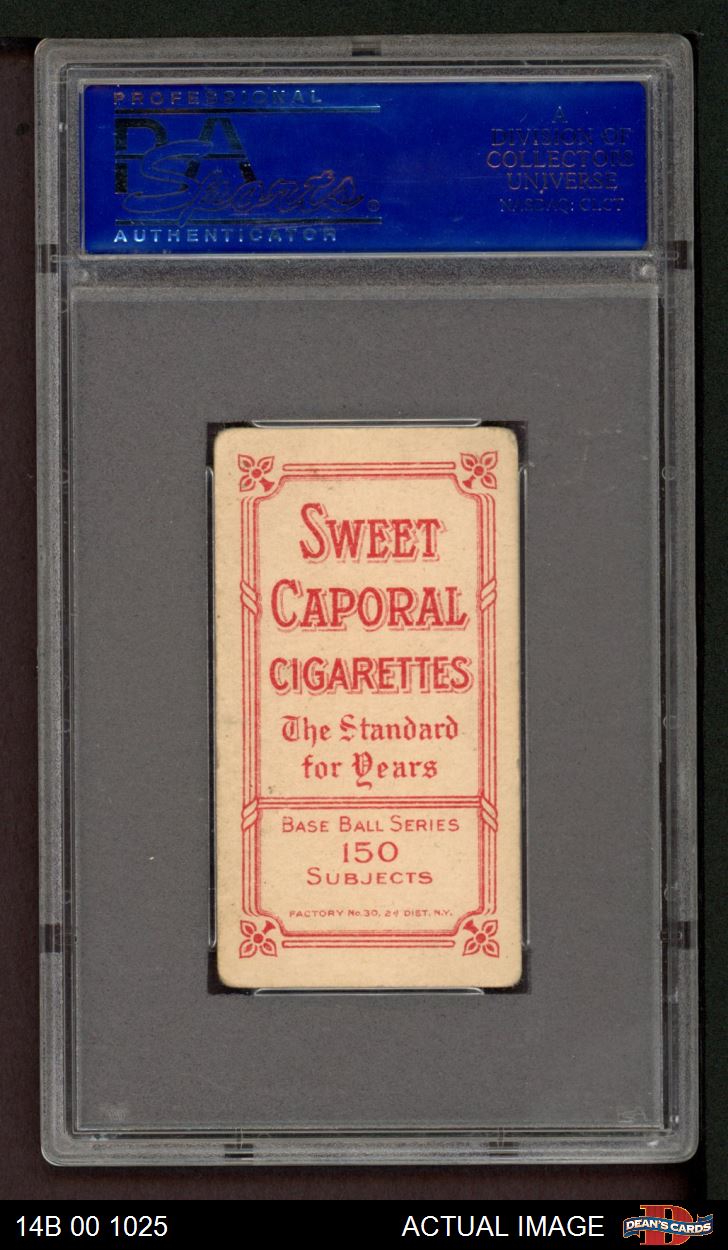 PROFESSIONAL
PSA
Sports ®
AUTHENTICATOR
A
DIVISION OF
COLLECTORS
UNIVERSE
NASDAQ: CLCT
SWEET
CAPORAL
CIGARETTES
The Standard
for Years
BASE BALL SERIES
150
SUBJECTS
FACTORY No. 30, 2d DIST. N.Y.
14B 00 1025
ACTUAL IMAGE
D
DEAN'S CARDS